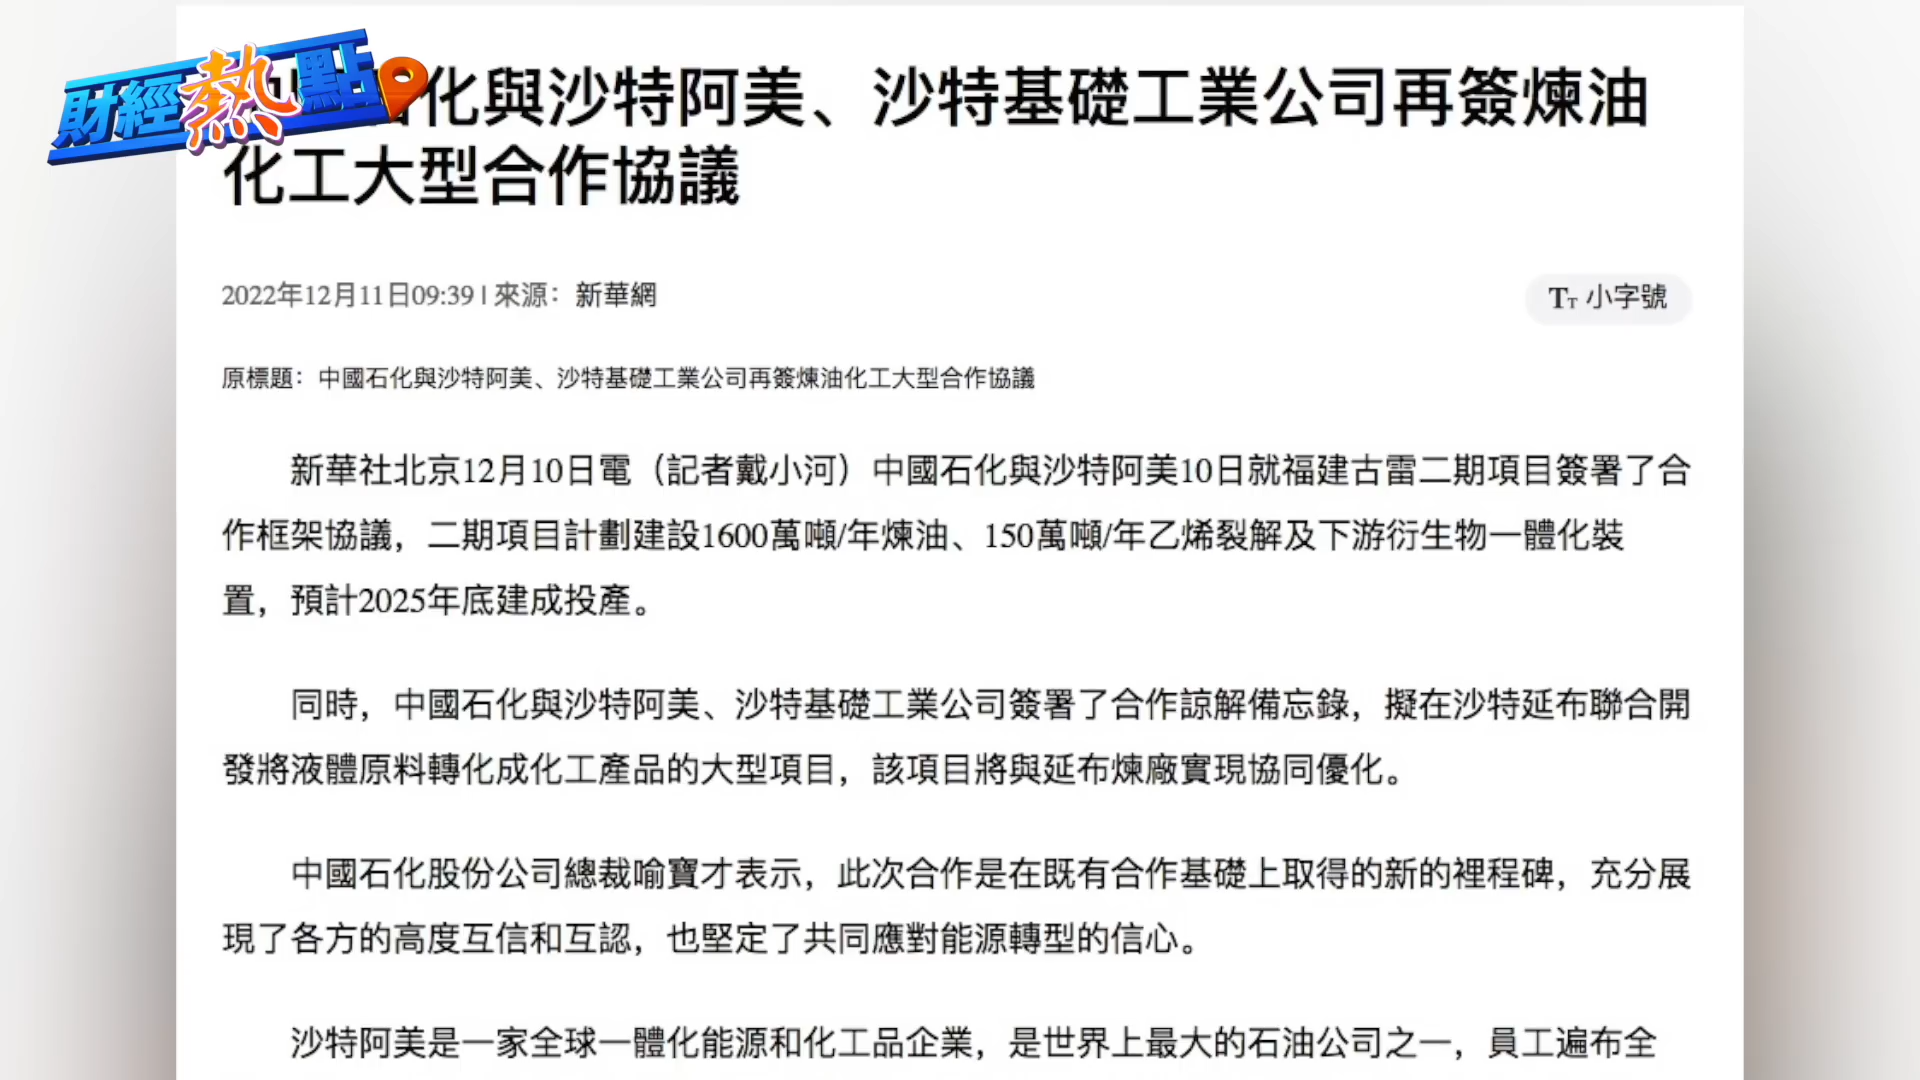 財經熱點
化與沙特阿美、沙特基礎工業公司再簽煉油
化工大型合作協議
2022年12月11日09:39 | 來源：新華網
TT 小字號
原標題：中國石化與沙特阿美、沙特基礎工業公司再簽煉油化工大型合作協議
新華社北京12月10日電（記者戴小河）中國石化與沙特阿美10日就福建古雷二期項目簽署了合
作框架協議，二期項目計劃建設1600萬噸/年煉油、150萬噸/年乙烯裂解及下游衍生物一體化裝
置，預計2025年底建成投產。
同時，中國石化與沙特阿美、沙特基礎工業公司簽署了合作諒解備忘錄，擬在沙特延布聯合開
發將液體原料轉化成化工產品的大型項目，該項目將與延布煉廠實現協同優化。
中國石化股份公司總裁喻寶才表示，此次合作是在既有合作基礎上取得的新的裡程碑，充分展
現了各方的高度互信和互認，也堅定了共同應對能源轉型的信心。
沙特阿美是一家全球一體化能源和化工品企業，是世界上最大的石油公司之一，員工遍布全